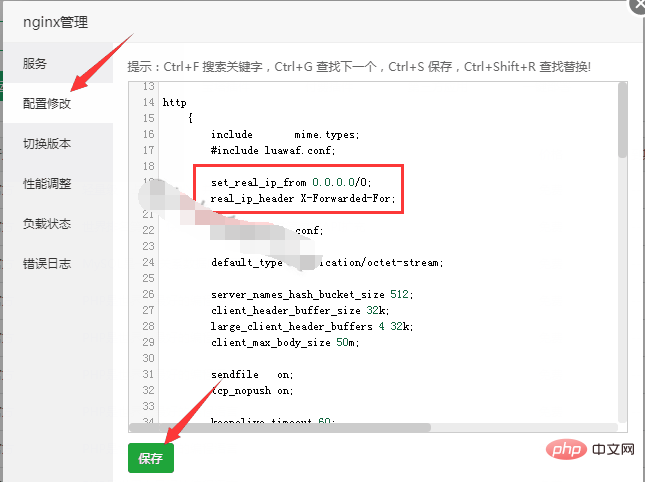 nginx管理
服务
配置修改
切换版本
性能调整
负载状态
错误日志
提示：Ctrl+F 搜索关键字，Ctrl+G 查找下一个，Ctrl+S 保存，Ctrl+Shift+R 查找替换!
13
14 http
15 {
16 include mime.types;
17 #include luawaf.conf;
18
set_real_ip_from 0.0.0.0/0;
real_ip_header X-Forwarded-For;
21
22 conf;
23
24 default_type ication/octet-stream;
25
26 server_names_hash_bucket_size 512;
27 client_header_buffer_size 32k;
28 large_client_header_buffers 4 32k;
29 client_max_body_size 50m;
30
31 sendfile on;
32 tcp_nopush on;
33
34 keepalive_timeout 60;
保存
php 中文网